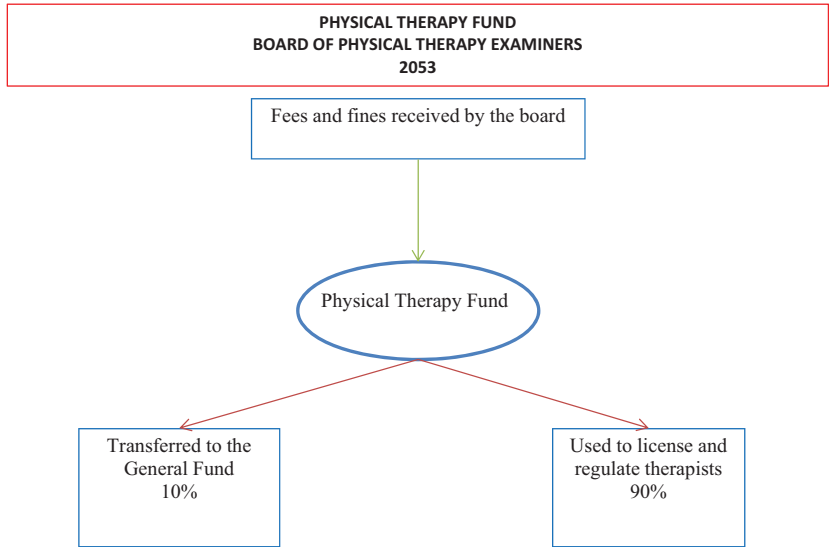 PHYSICAL THERAPY FUND
BOARD OF PHYSICAL THERAPY EXAMINERS
2053
Fees and fines received by the board
Physical Therapy Fund
Transferred to the
General Fund
10%
Used to license and
regulate therapists
90%